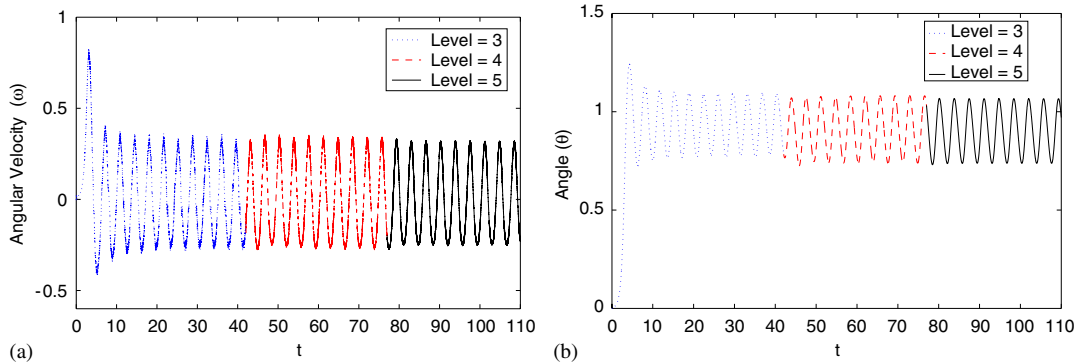 1
0.5
0
-0.5
Angular Velocity (ω)
Level = 3
Level = 4
Level = 5
0 10 20 30 40 50 60 70 80 90 100 110
t
(a)
1.5
1
0.5
0
Angle (θ)
Level = 3
Level = 4
Level = 5
0 10 20 30 40 50 60 70 80 90 100 110
t
(b)